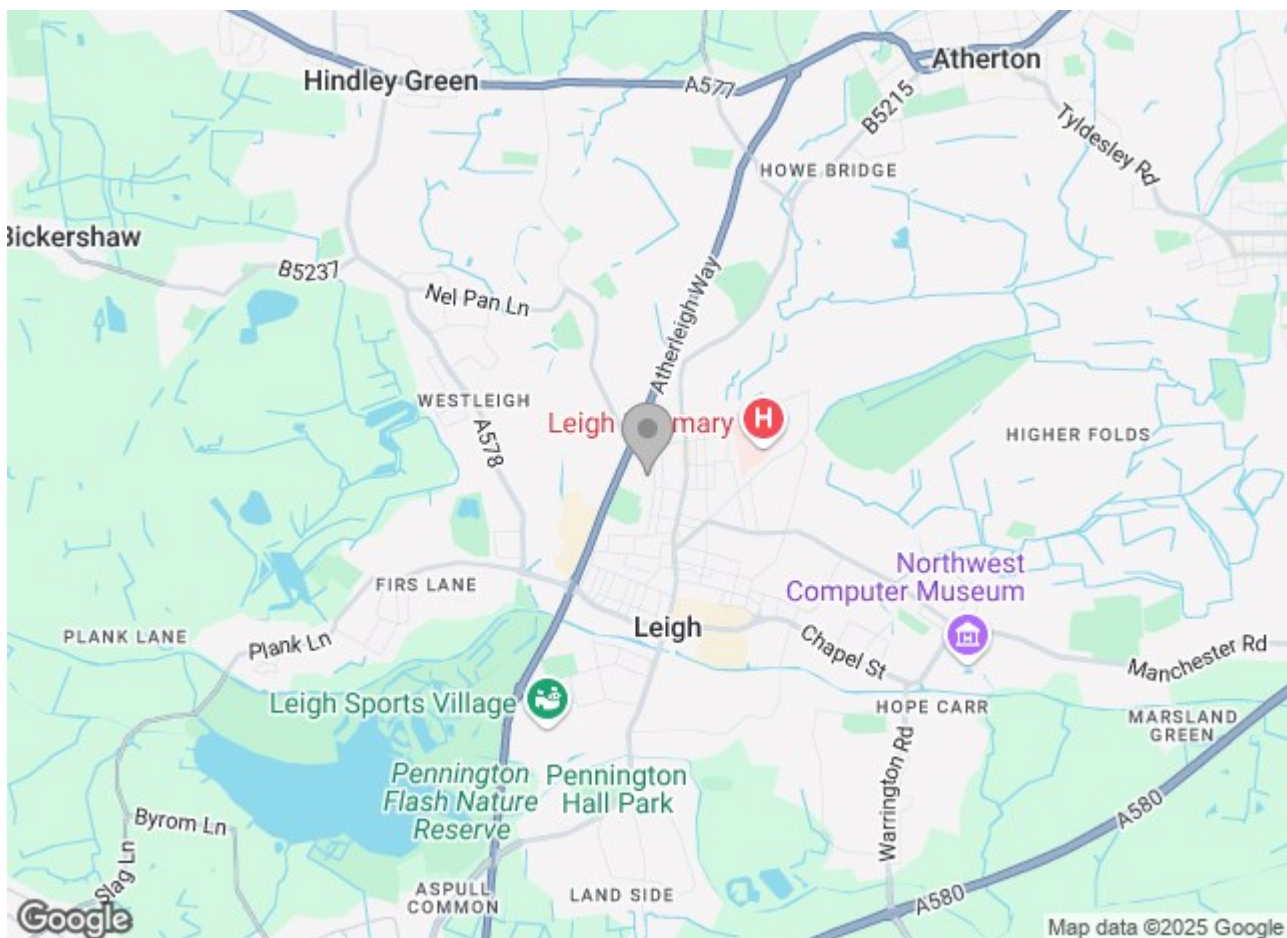 Atherton
Hindley Green
A577
B5215
Tyldesley Rd
HOWE BRIDGE
Bickershaw
B5237
Nel Pan Ln
Atherleigh Way
WESTLEIGH
A578
Leigh
mary
H
HIGHER FOLDS
Northwest
Computer Museum
FIRS LANE
PLANK LANE
Plank Ln
Leigh
Chapel St
Manchester Rd
Leigh Sports Village
HOPE CARR
MARSLAND
GREEN
Warrington Rd
Pennington
Flash Nature
Reserve
Pennington
Hall Park
A580
Byrom Ln
Slag Ln
ASPULL
COMMON
LAND SIDE
A580
Google
Map data ©2025 Google